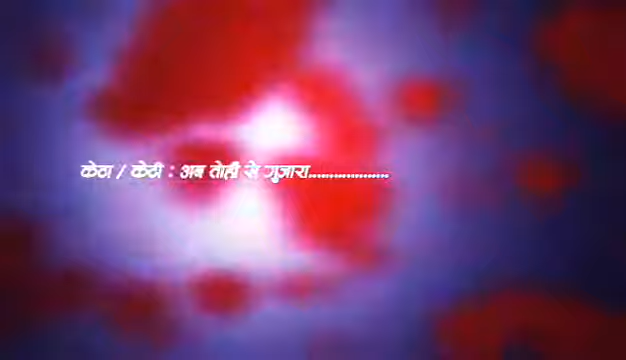 केठा / केठी : अब तोही से गुजारा...................